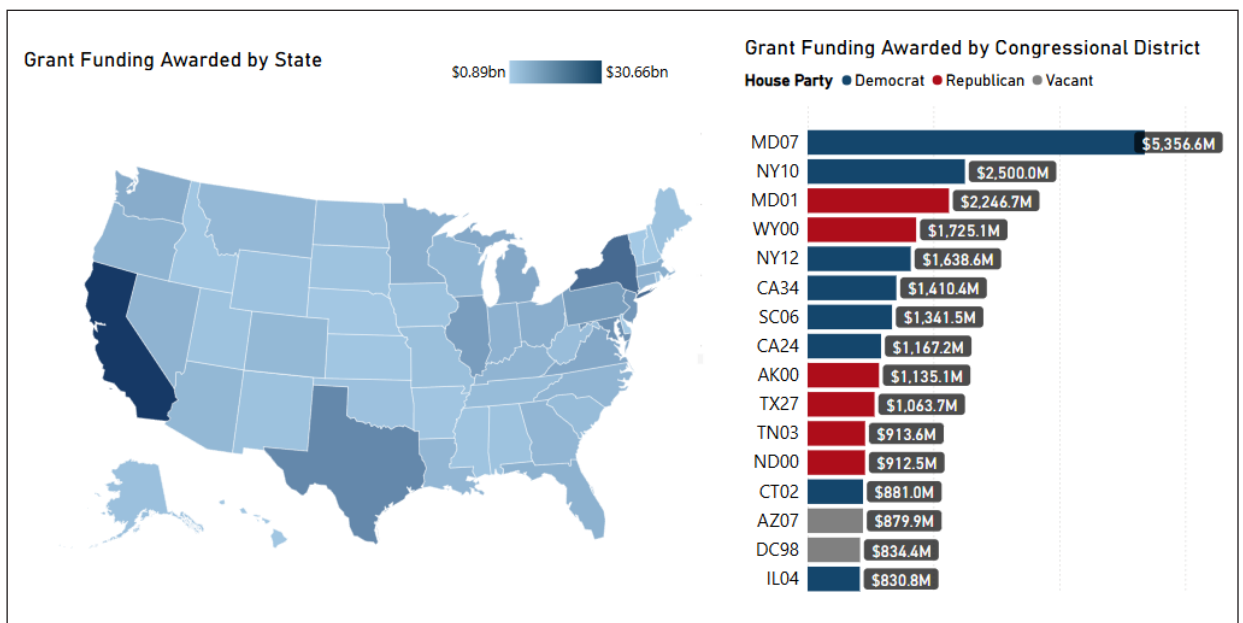 Grant Funding Awarded by State
$0.89bn $30.66bn
Grant Funding Awarded by Congressional District
House Party Democrat Republican Vacant
MD07 $5,356.6M
NY10 $2,500.0M
MD01 $2,246.7M
WY00 $1,725.1M
NY12 $1,638.6M
CA34 $1,410.4M
SC06 $1,341.5M
CA24 $1,167.2M
AK00 $1,135.1M
TX27 $1,063.7M
TN03 $913.6M
ND00 $912.5M
CT02 $881.0M
AZ07 $879.9M
DC98 $834.4M
IL04 $830.8M